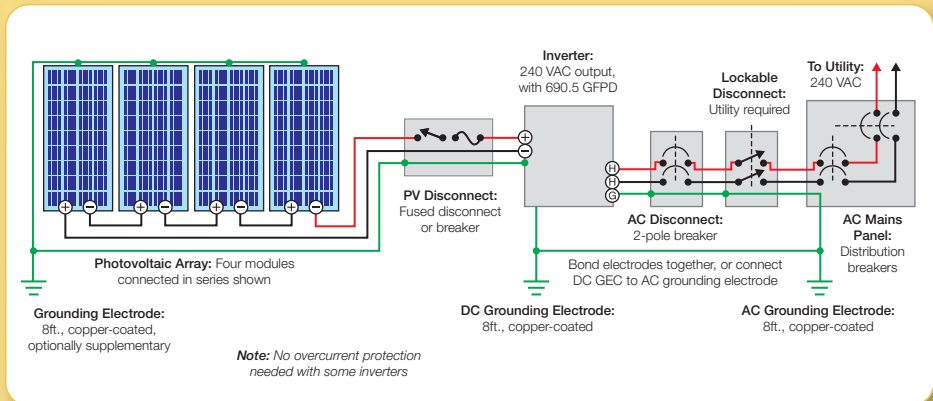 Inverter:
240 VAC output,
with 690.5 GFPD
Lockable
Disconnect:
Utility required
To Utility:
240 VAC
+
−
H
H
G
+
−
+
−
+
−
+
−
PV Disconnect:
Fused disconnect
or breaker
AC Disconnect:
2-pole breaker
AC Mains
Panel:
Distribution
breakers
Photovoltaic Array: Four modules
connected in series shown
Bond electrodes together, or connect
DC GEC to AC grounding electrode
Grounding Electrode:
8ft., copper-coated,
optionally supplementary
DC Grounding Electrode:
8ft., copper-coated
AC Grounding Electrode:
8ft., copper-coated
Note: No overcurrent protection
needed with some inverters